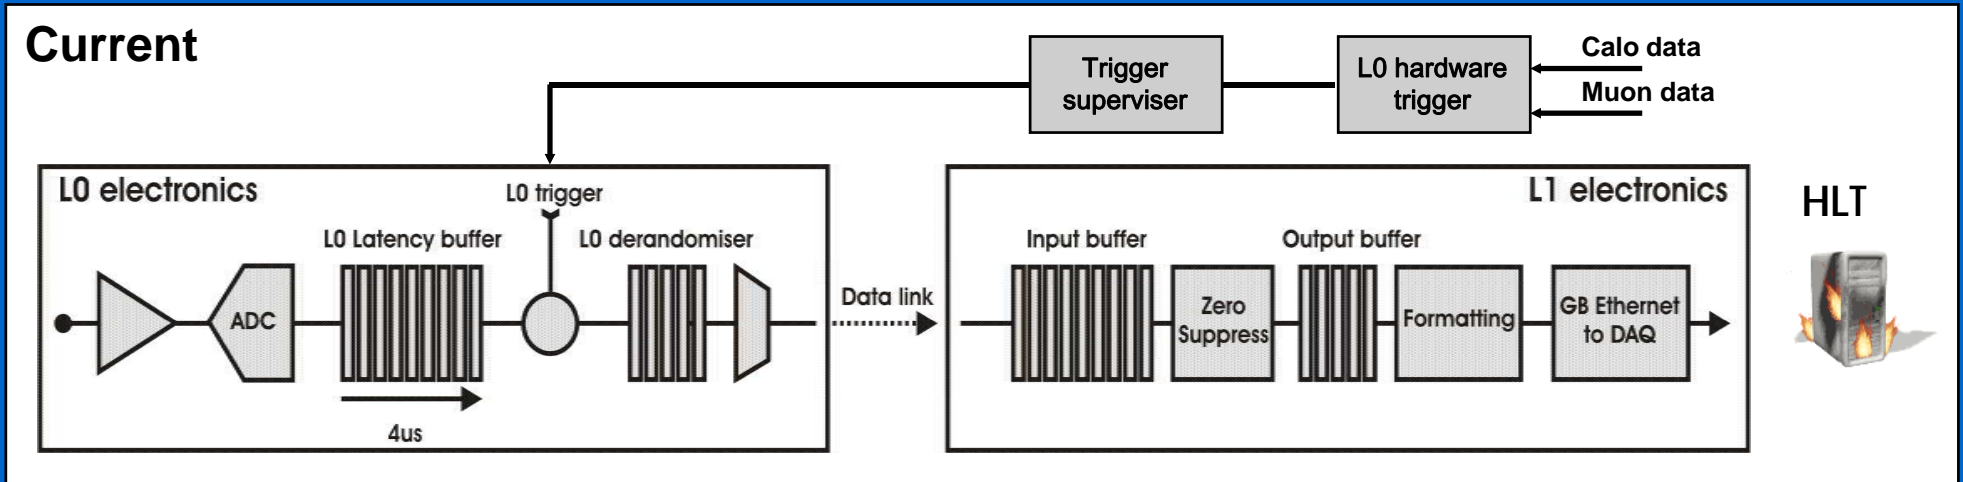 Current
Trigger
superviser
L0 hardware
trigger
Calo data
Muon data
L0 electronics
L0 trigger
L0 Latency buffer
L0 derandomiser
ADC
4us
Data link
L1 electronics
Input buffer
Output buffer
Zero
Suppress
Formatting
GB Ethernet
to DAQ
HLT